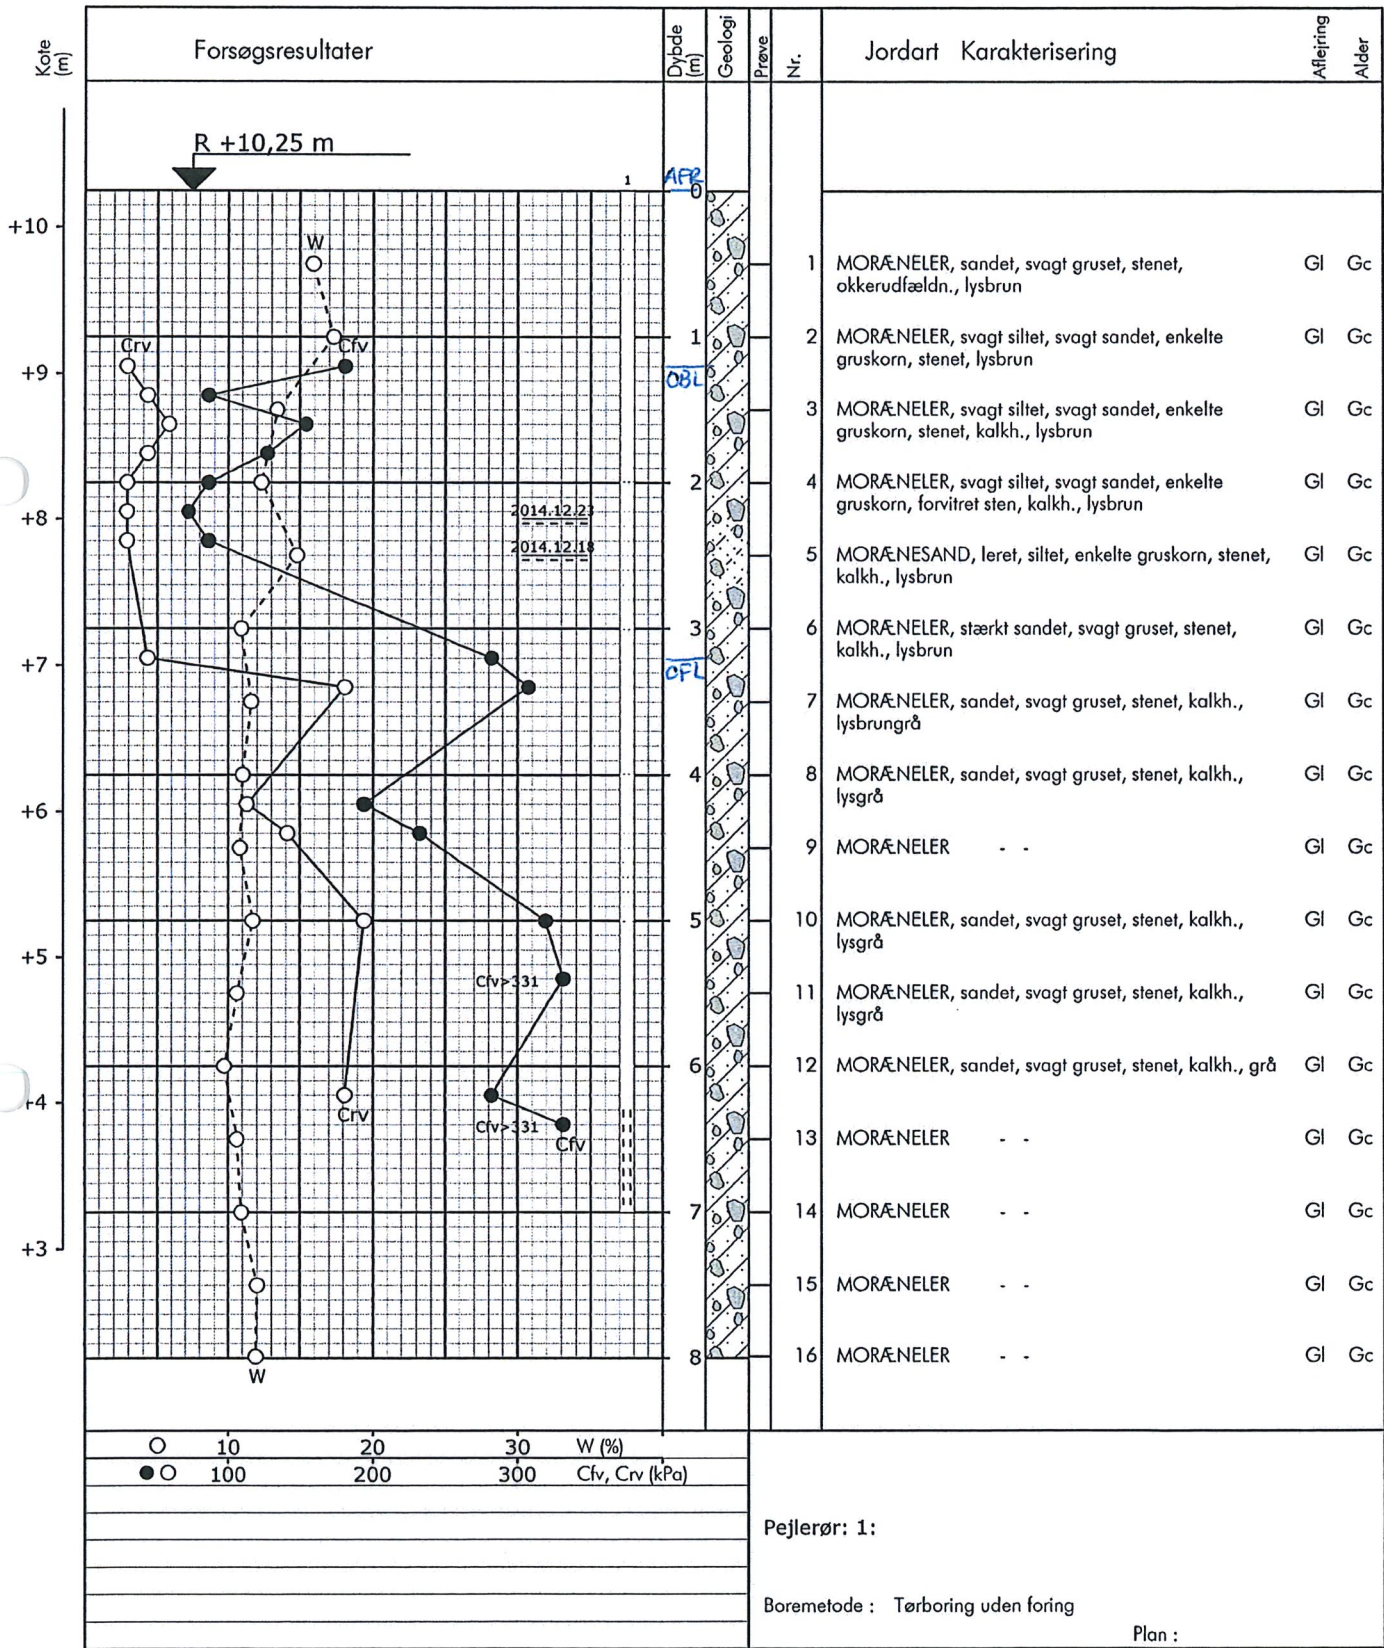 Kote (m)
Forsøgsresultater
Dybde (m)
Geologi
Prøve
Nr.
Jordart Karakterisering
Aflejring
Alder
R +10,25 m
1
AFR
0
+10
W
1 MORÆNELER, sandet, svagt gruset, stenet, Gl Gc
okkerudfældn., lysbrun
1
2 MORÆNELER, svagt siltet, svagt sandet, enkelte Gl Gc
gruskorn, stenet, lysbrun
Crv
Cfv
+9
OBL
3 MORÆNELER, svagt siltet, svagt sandet, enkelte Gl Gc
gruskorn, stenet, kalkh., lysbrun
2
4 MORÆNELER, svagt siltet, svagt sandet, enkelte Gl Gc
gruskorn, forvitret sten, kalkh., lysbrun
+8
2014.12.23
2014.12.18
5 MORÆNESAND, leret, siltet, enkelte gruskorn, stenet, Gl Gc
kalkh., lysbrun
3
6 MORÆNELER, stærkt sandet, svagt gruset, stenet, Gl Gc
kalkh., lysbrun
+7
OFL
7 MORÆNELER, sandet, svagt gruset, stenet, kalkh., Gl Gc
lysbrungrå
4
8 MORÆNELER, sandet, svagt gruset, stenet, kalkh., Gl Gc
lysgrå
+6
9 MORÆNELER - - Gl Gc
5
10 MORÆNELER, sandet, svagt gruset, stenet, kalkh., Gl Gc
lysgrå
+5
Cfv>331
11 MORÆNELER, sandet, svagt gruset, stenet, kalkh., Gl Gc
lysgrå
6
12 MORÆNELER, sandet, svagt gruset, stenet, kalkh., grå Gl Gc
+4
Crv
Cfv>331
Cfv
13 MORÆNELER - - Gl Gc
7
14 MORÆNELER - - Gl Gc
+3
15 MORÆNELER - - Gl Gc
8
16 MORÆNELER - - Gl Gc
W
10 20 30 W (%)
100 200 300 Cfv, Crv (kPa)
Pejlerør: 1:
Boremetode : Tørboring uden foring
Plan :